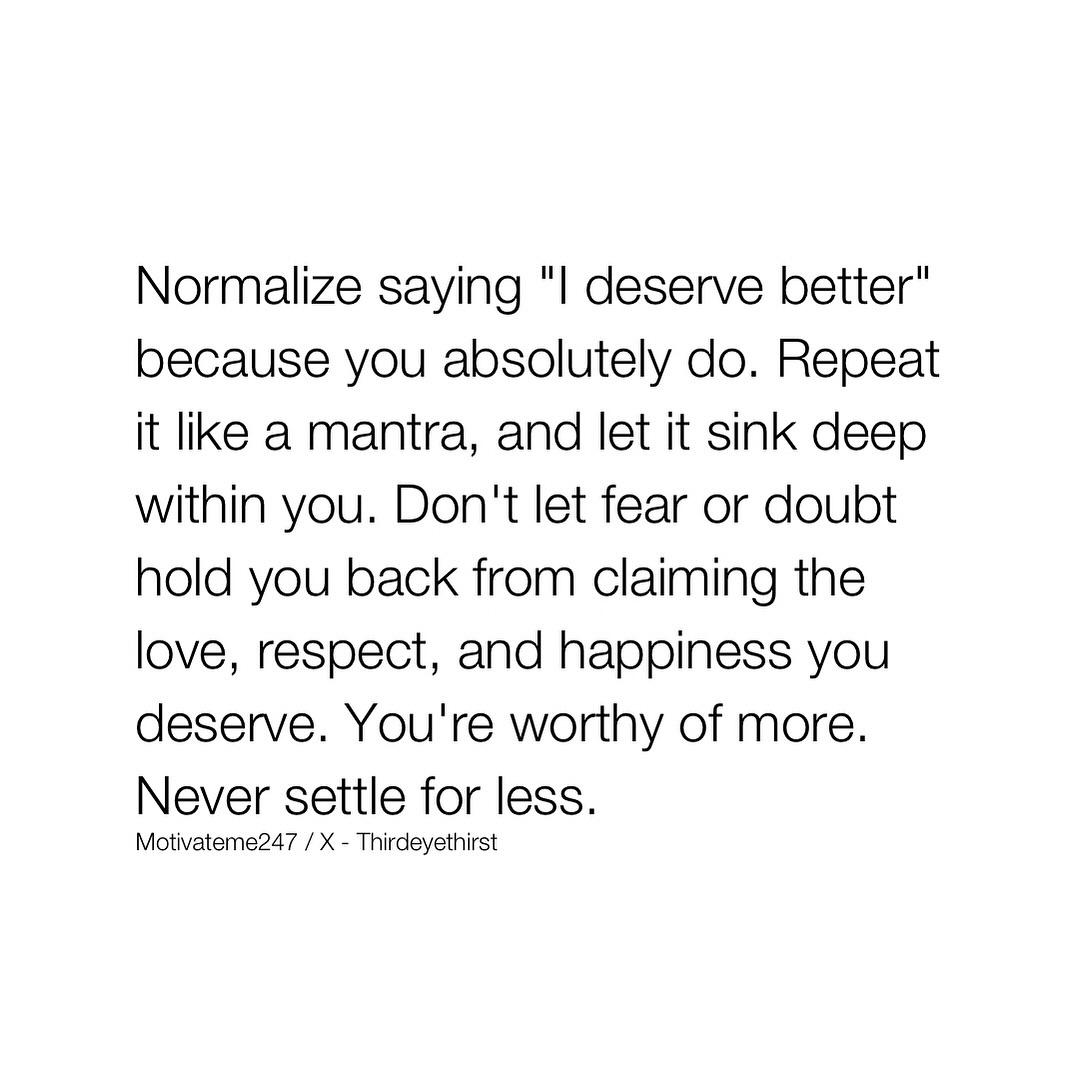 Normalize saying "I deserve better"
because you absolutely do. Repeat
it like a mantra, and let it sink deep
within you. Don't let fear or doubt
hold you back from claiming the
love, respect, and happiness you
deserve. You're worthy of more.
Never settle for less.
Motivateme247 / X - Thirdeyethirst